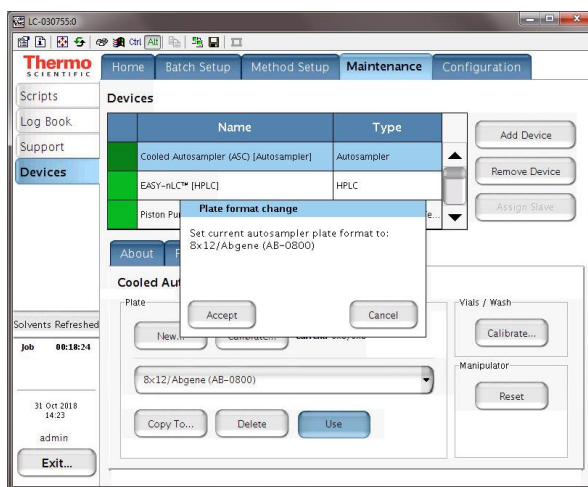 LC-030755:0
Ctrl Alt
Thermo
SCIENTIFIC
Home Batch Setup Method Setup Maintenance Configuration
Scripts
Log Book
Support
Devices
Devices
Name Type
Cooled Autosampler (ASC) [Autosampler] Autosampler
EASY-nLC™ [HPLC] HPLC
Piston Pu
Add Device
Remove Device
Assign Slave
Plate format change
Set current autosampler plate format to:
8x12/Abgene (AB-0800)
Accept Cancel
About
Cooled Au
Plate
New...
8x12/Abgene (AB-0800)
Copy To... Delete Use
Vials / Wash
Calibrate...
Manipulator
Reset
Solvents Refreshed
Job 00:18:24
31 Oct 2018
14:23
admin
Exit...